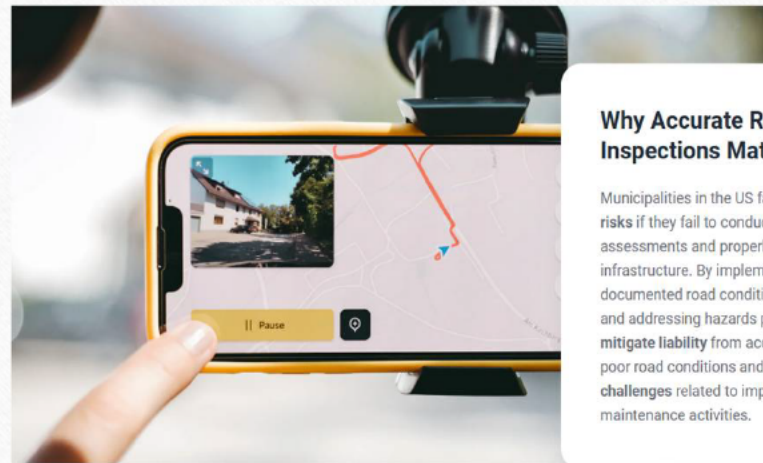 Why Accurate R
Inspections Mat
Municipalities in the US f
risks if they fail to condu
assessments and proper
infrastructure. By implem
documented road conditi
and addressing hazards p
mitigate liability from acc
poor road conditions and
challenges related to imp
maintenance activities.
Pause